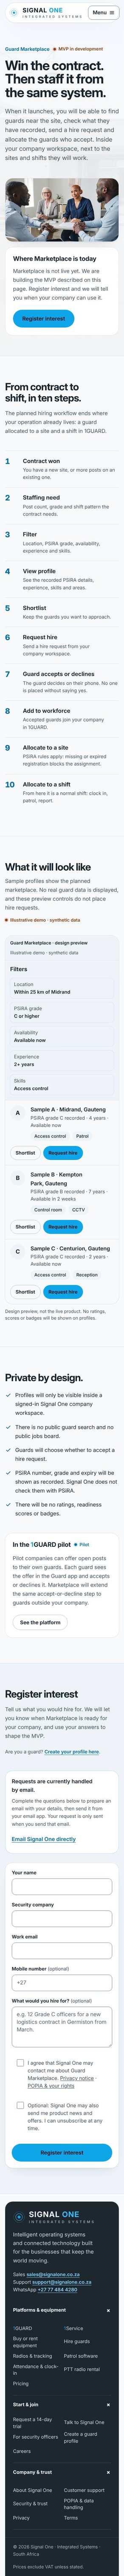 SIGNAL ONE
INTEGRATED SYSTEMS
Menu
Guard Marketplace
MVP in development
Win the contract.
Then staff it from
the same system.
When it launches, you will be able to find
guards near the site, check what they
have recorded, send a hire request and
allocate the guards who accept. Inside
your company workspace, next to the
sites and shifts they will work.
Where Marketplace is today
Marketplace is not live yet. We are
building the MVP described on this
page. Register interest and we will tell
you when your company can use it.
Register interest
From contract to
shift, in ten steps.
The planned hiring workflow ends where
your operation already lives: a guard
allocated to a site and a shift in 1GUARD.
1
Contract won
You have a new site, or more posts on an
existing one.
2
Staffing need
Post count, grade and shift pattern the
contract needs.
3
Filter
Location, PSIRA grade, availability,
experience and skills.
4
View profile
See the recorded PSIRA details,
experience, skills and areas.
5
Shortlist
Keep the guards you want to approach.
6
Request hire
Send a hire request from your
company workspace.
7
Guard accepts or declines
The guard decides on their phone. No one
is placed without saying yes.
8
Add to workforce
Accepted guards join your company
in 1GUARD.
9
Allocate to a site
PSIRA rules apply: missing or expired
registration blocks the assignment.
10
Allocate to a shift
From here it is a normal shift: clock in,
patrol, report.
What it will look like
Sample profiles show the planned
marketplace. No real guard is displayed,
and these preview controls do not place
hire requests.
Illustrative demo · synthetic data
Guard Marketplace · design preview
Illustrative demo · synthetic data
Filters
Location
Within 25 km of Midrand
PSIRA grade
C or higher
Availability
Available now
Experience
2+ years
Skills
Access control
A
Sample A · Midrand, Gauteng
PSIRA grade C recorded · 4 years ·
Available now
Access control
Patrol
Shortlist
Request hire
B
Sample B · Kempton
Park, Gauteng
PSIRA grade B recorded · 7 years ·
Available in 2 weeks
Control room
CCTV
Shortlist
Request hire
C
Sample C · Centurion, Gauteng
PSIRA grade C recorded · 2 years ·
Available now
Access control
Reception
Shortlist
Request hire
Design preview, not the live product. No ratings,
scores or badges will be shown on profiles.
Private by design.
Profiles will only be visible inside a
signed-in Signal One company
workspace.
There is no public guard search and no
public jobs board.
Guards will choose whether to accept a
hire request.
PSIRA number, grade and expiry will be
shown as recorded. Signal One does not
check them with PSIRA.
There will be no ratings, readiness
scores or badges.
In the 1GUARD pilot
Pilot
Pilot companies can offer open posts
to their own guards. Each guard sees
the offer in the Guard app and accepts
or declines it. Marketplace will extend
the same accept-or-decline step to
guards outside your company.
See the platform
Register interest
Tell us what you would hire for. We will let
you know when Marketplace is ready for
your company, and use your answers to
shape the MVP.
Are you a guard? Create your profile here.
Requests are currently handled
by email.
Complete the questions below to prepare an
email with your details, then send it from
your email app. Your request is only sent
when you send that email.
Email Signal One directly
Your name
Security company
Work email
Mobile number (optional)
+27
What would you hire for? (optional)
e.g. 12 Grade C officers for a new
logistics contract in Germiston from
March.
I agree that Signal One may
contact me about Guard
Marketplace. Privacy notice ·
POPIA & your rights
Optional: Signal One may also
send me product news and
offers. I can unsubscribe at any
time.
Register interest
SIGNAL ONE
INTEGRATED SYSTEMS
Intelligent operating systems
and connected technology built
for the businesses that keep the
world moving.
Sales sales@signalone.co.za
Support support@signalone.co.za
WhatsApp +27 77 484 4280
Platforms & equipment
1GUARD
1Service
Buy or rent
equipment
Hire guards
Radios & tracking
Patrol software
Attendance & clock-
in
PTT radio rental
Pricing
Start & join
Request a 14-day
trial
Talk to Signal One
For security officers
Create a guard
profile
Careers
Company & trust
About Signal One
Customer support
Security & trust
POPIA & data
handling
Privacy
Terms
© 2026 Signal One · Integrated Systems ·
South Africa
Prices exclude VAT unless stated.